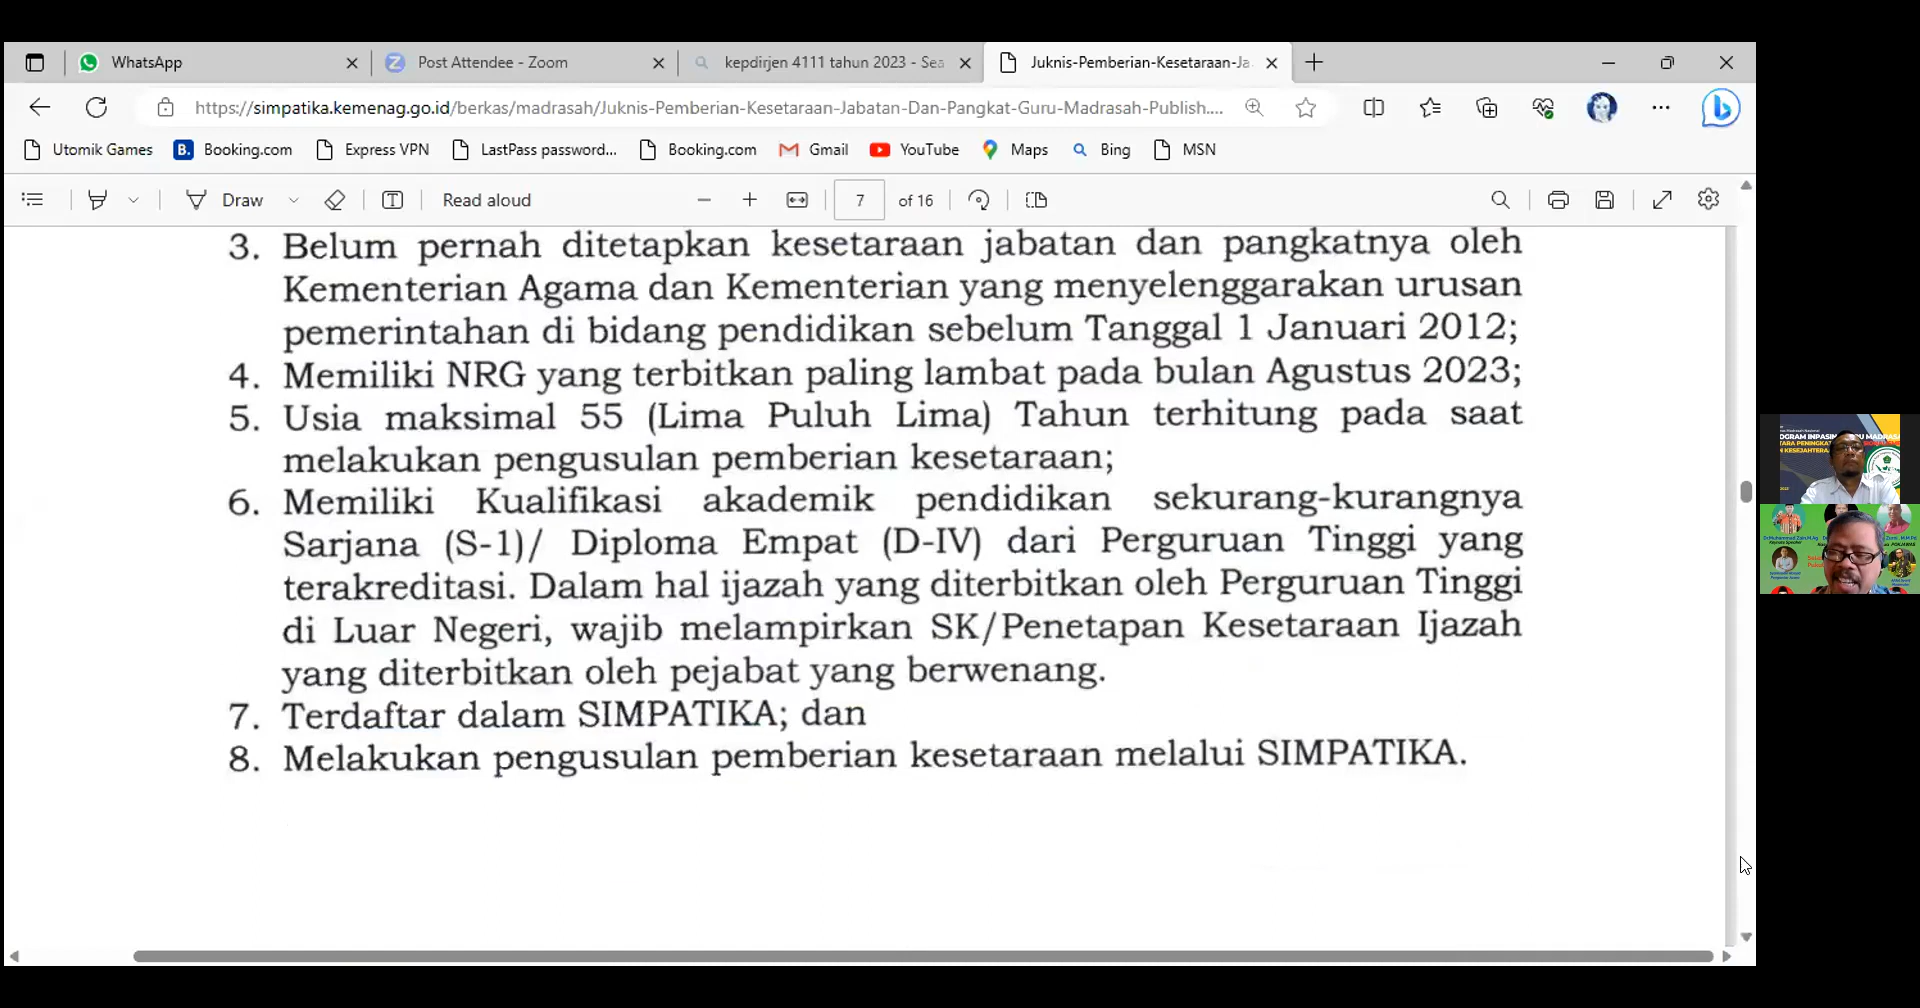 WhatsApp
Post Attendee - Zoom
kepdirjen 4111 tahun 2023 - Sea
Juknis-Pemberian-Kesetaraan-Ja
https://simpatika.kemenag.go.id/berkas/madrasah/Juknis-Pemberian-Kesetaraan-Jabatan-Dan-Pangkat-Guru-Madrasah-Publish....
Utomik Games B. Booking.com Express VPN LastPass password... Booking.com Gmail YouTube Maps Bing MSN
Draw Read aloud 7 of 16
3. Belum pernah ditetapkan kesetaraan jabatan dan pangkatnya oleh
Kementerian Agama dan Kementerian yang menyelenggarakan urusan
pemerintahan di bidang pendidikan sebelum Tanggal 1 Januari 2012;
4. Memiliki NRG yang terbitkan paling lambat pada bulan Agustus 2023;
5. Usia maksimal 55 (Lima Puluh Lima) Tahun terhitung pada saat
melakukan pengusulan pemberian kesetaraan;
6. Memiliki Kualifikasi akademik pendidikan sekurang-kurangnya
Sarjana (S-1)/ Diploma Empat (D-IV) dari Perguruan Tinggi yang
terakreditasi. Dalam hal ijazah yang diterbitkan oleh Perguruan Tinggi
di Luar Negeri, wajib melampirkan SK/Penetapan Kesetaraan Ijazah
yang diterbitkan oleh pejabat yang berwenang.
7. Terdaftar dalam SIMPATIKA; dan
8. Melakukan pengusulan pemberian kesetaraan melalui SIMPATIKA.